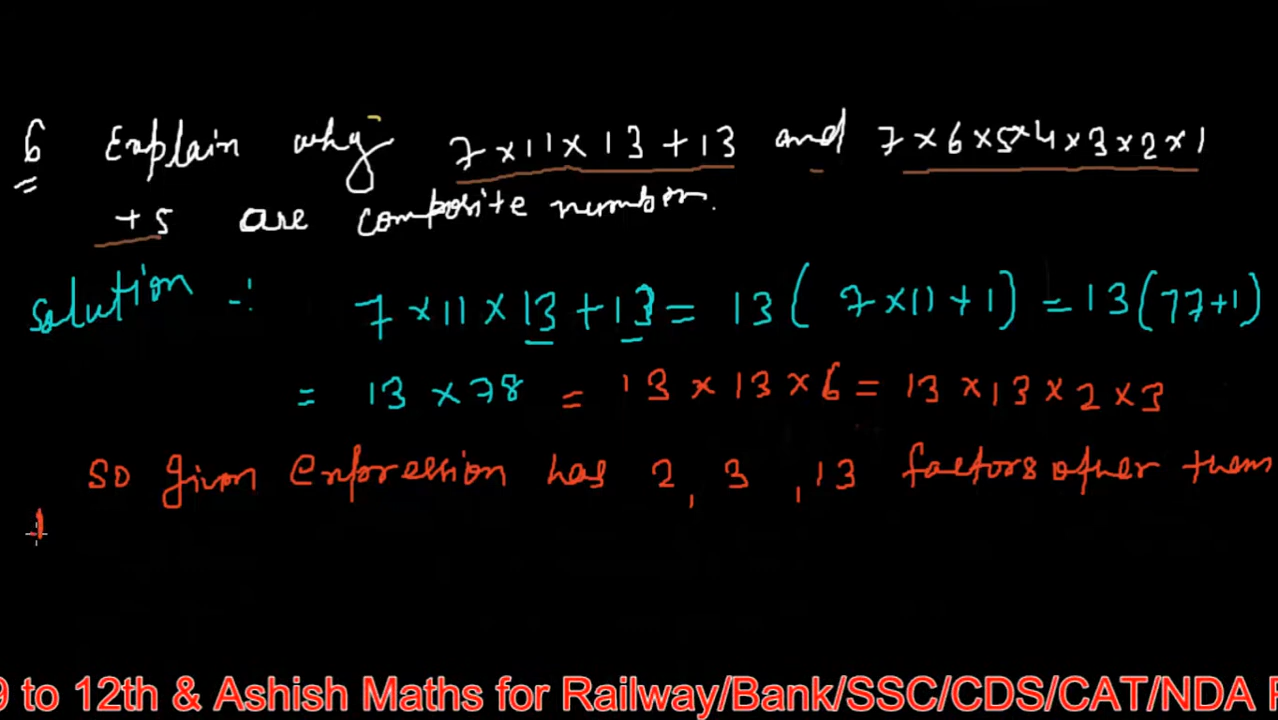 6 Explain why 7×11×13+13 and 7×6×5×4×3×2×1
+5 are composite number.
Solution -: 7×11×13+13= 13(7×11+1) =13(77+1)
= 13×78 = 13×13×6= 13×13×2×3
So given expression has 2, 3, 13 factors other them
1
9 to 12th & Ashish Maths for Railway/Bank/SSC/CDS/CAT/NDA